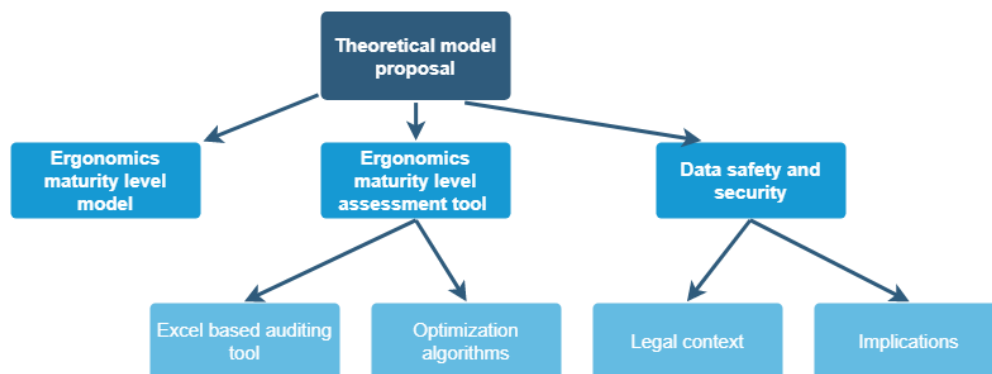 Theoretical model
proposal
Ergonomics
maturity level
model
Ergonomics
maturity level
assessment tool
Data safety and
security
Excel based auditing
tool
Optimization
algorithms
Legal context
Implications